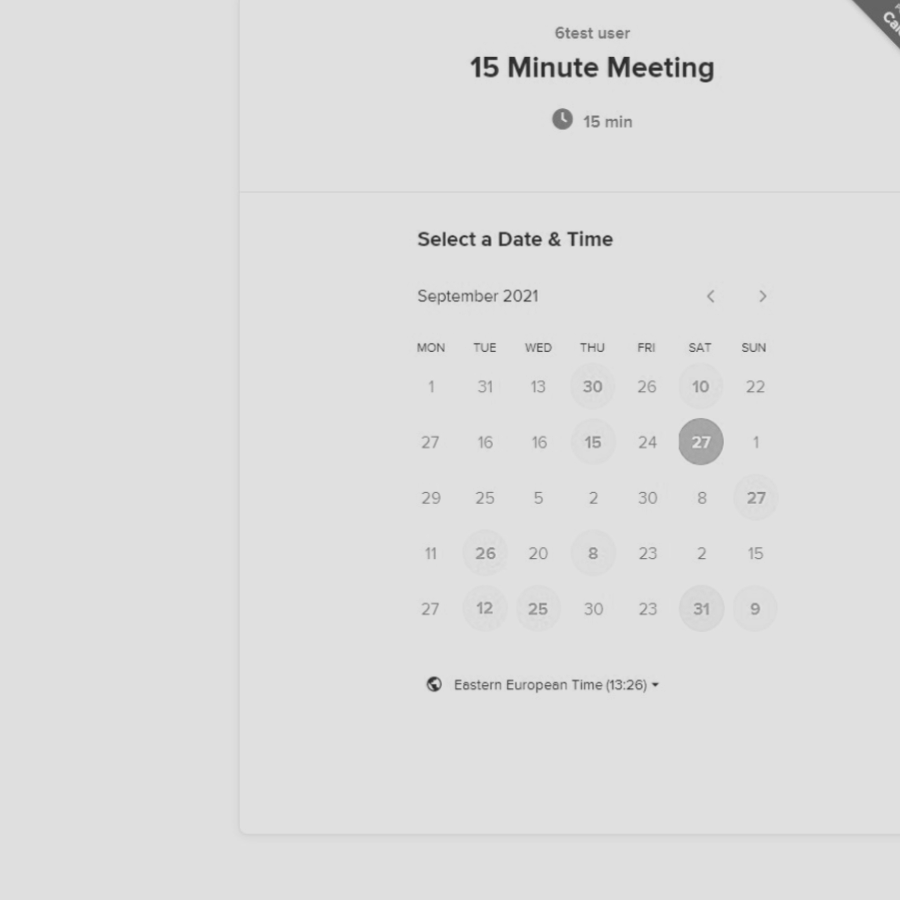 6test user
15 Minute Meeting
15 min
Select a Date & Time
September 2021
MON TUE WED THU FRI SAT SUN
1 31 13 30 26 10 22
27 16 16 15 24 27 1
29 25 5 2 30 8 27
11 26 20 8 23 2 15
27 12 25 30 23 31 9
Eastern European Time (13:26)